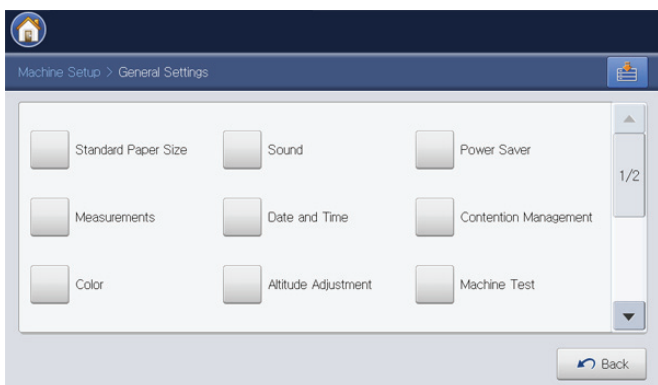 Machine Setup > General Settings
Standard Paper Size
Sound
Power Saver
1/2
Measurements
Date and Time
Contention Management
Color
Altitude Adjustment
Machine Test
Back